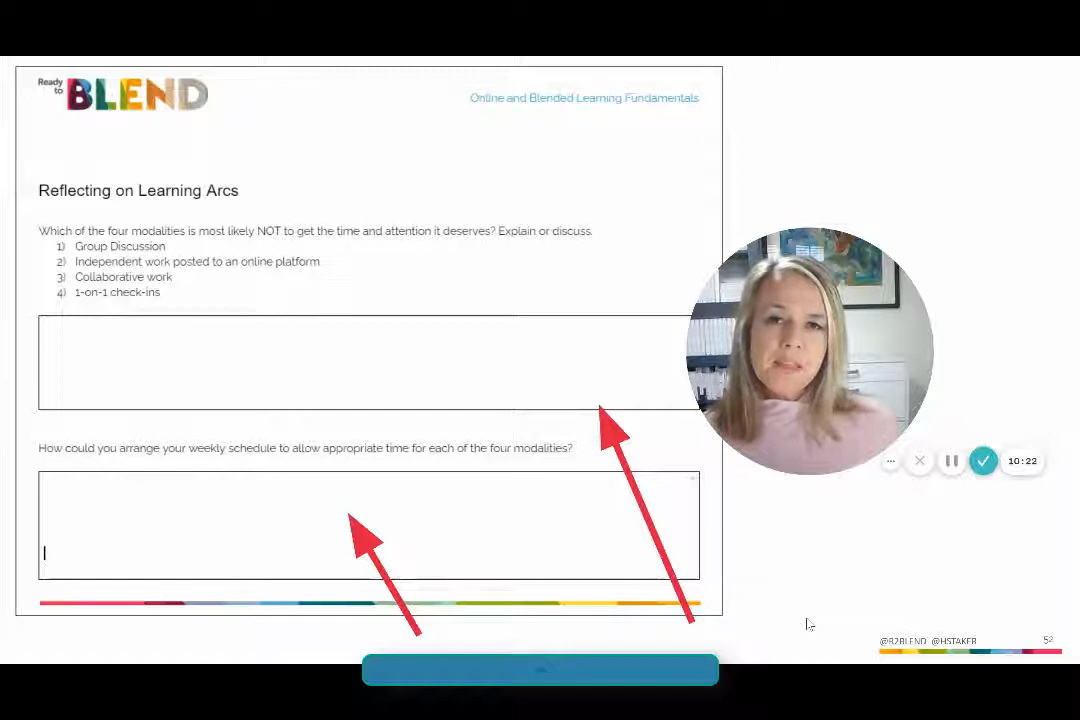 Ready
to
BLEND
Online and Blended Learning Fundamentals
Reflecting on Learning Arcs
Which of the four modalities is most likely NOT to get the time and attention it deserves? Explain or discuss.
1) Group Discussion
2) Independent work posted to an online platform
3) Collaborative work
4) 1-on-1 check-ins
How could you arrange your weekly schedule to allow appropriate time for each of the four modalities?
10:22
@R2BLEND @HSTAKER
52